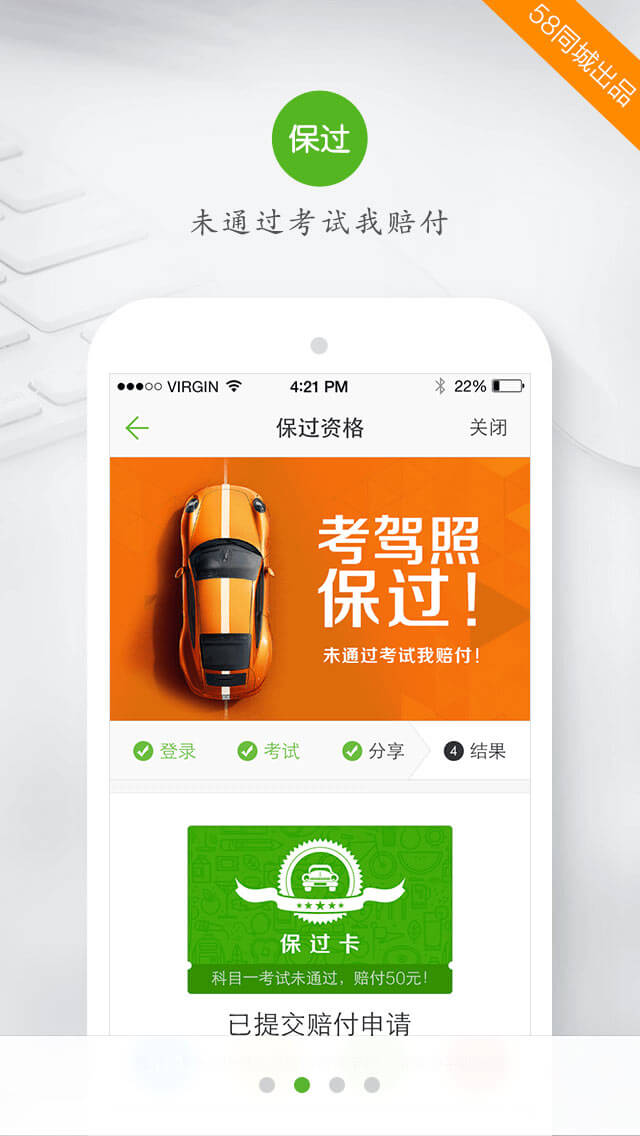 58同城出品
保过
未通过考试我赔付
VIRGIN 4:21 PM 22%
保过资格 关闭
考驾照
保过!
未通过考试我赔付!
登录 考试 分享 4 结果
保过卡
科目一考试未通过，赔付50元!
已提交赔付申请